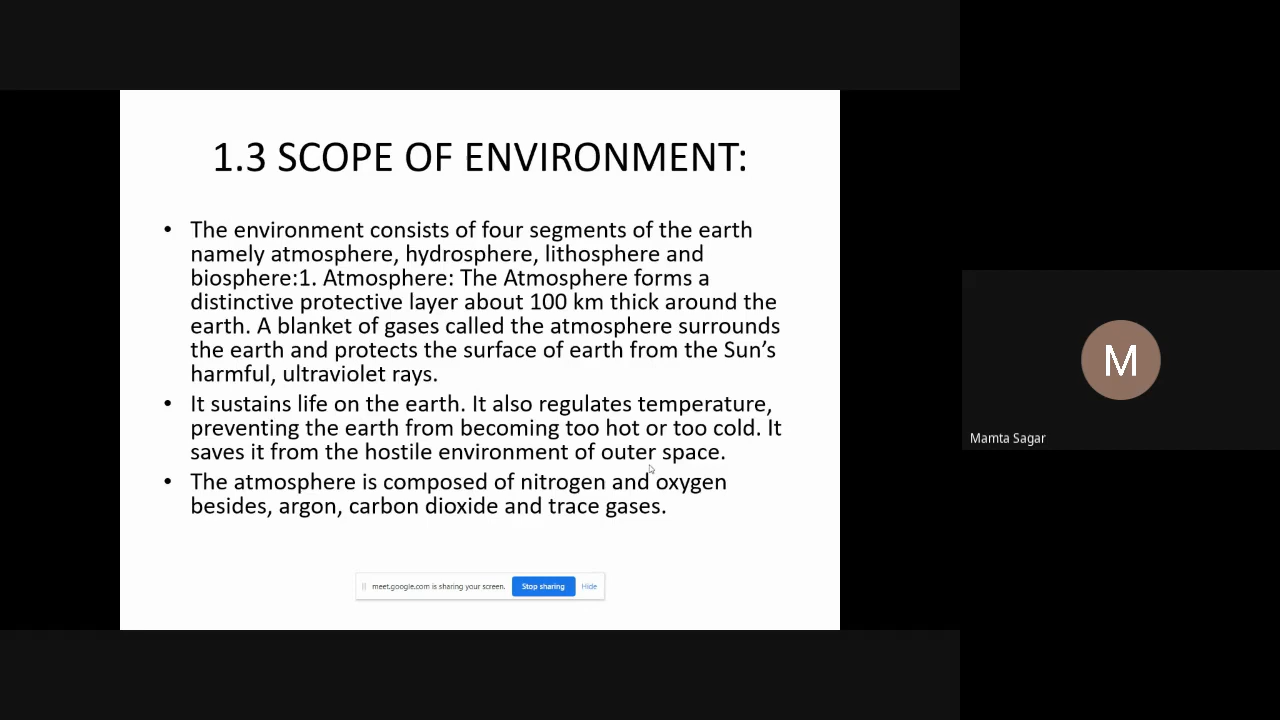 1.3 SCOPE OF ENVIRONMENT:
• The environment consists of four segments of the earth
namely atmosphere, hydrosphere, lithosphere and
biosphere:1. Atmosphere: The Atmosphere forms a
distinctive protective layer about 100 km thick around the
earth. A blanket of gases called the atmosphere surrounds
the earth and protects the surface of earth from the Sun’s
harmful, ultraviolet rays.
• It sustains life on the earth. It also regulates temperature,
preventing the earth from becoming too hot or too cold. It
saves it from the hostile environment of outer space.
• The atmosphere is composed of nitrogen and oxygen
besides, argon, carbon dioxide and trace gases.
meet.google.com is sharing your screen. Stop sharing Hide
M
Mamta Sagar